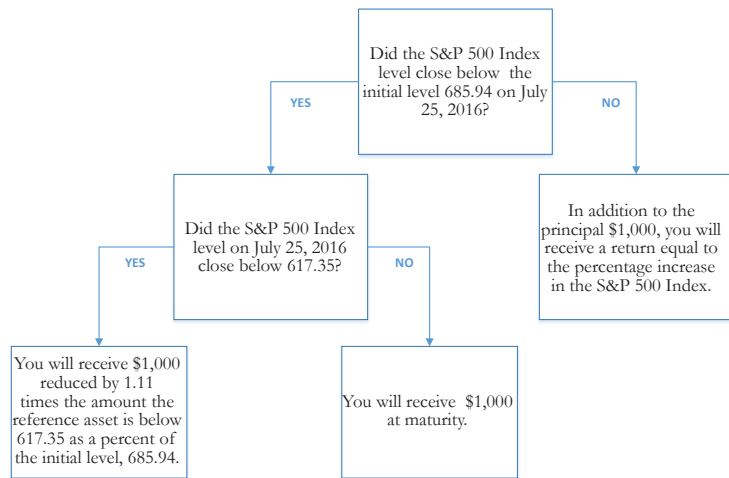 Did the S&P 500 Index
level close below the
initial level 685.94 on July
25, 2016?
YES
NO
Did the S&P 500 Index
level on July 25, 2016
close below 617.35?
In addition to the
principal $1,000, you will
receive a return equal to
the percentage increase
in the S&P 500 Index.
YES
NO
You will receive $1,000
reduced by 1.11
times the amount the
reference asset is below
617.35 as a percent of
the initial level, 685.94.
You will receive $1,000
at maturity.